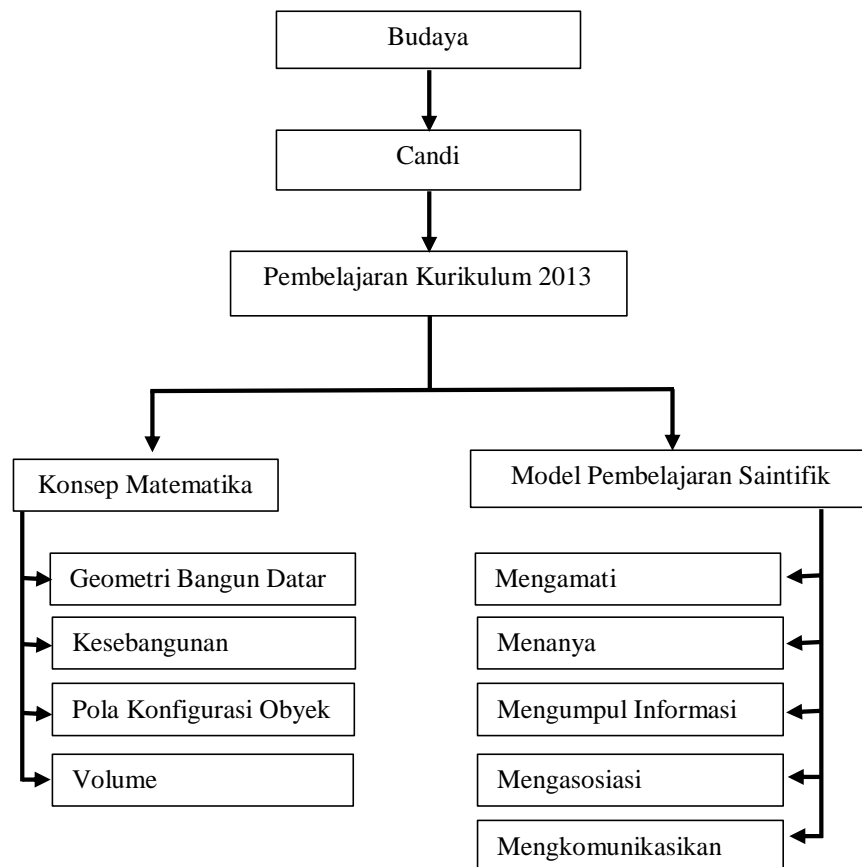 Budaya
Candi
Pembelajaran Kurikulum 2013
Konsep Matematika
Geometri Bangun Datar
Kesebangunan
Pola Konfigurasi Obyek
Volume
Model Pembelajaran Saintifik
Mengamati
Menanya
Mengumpul Informasi
Mengasosiasi
Mengkomunikasikan